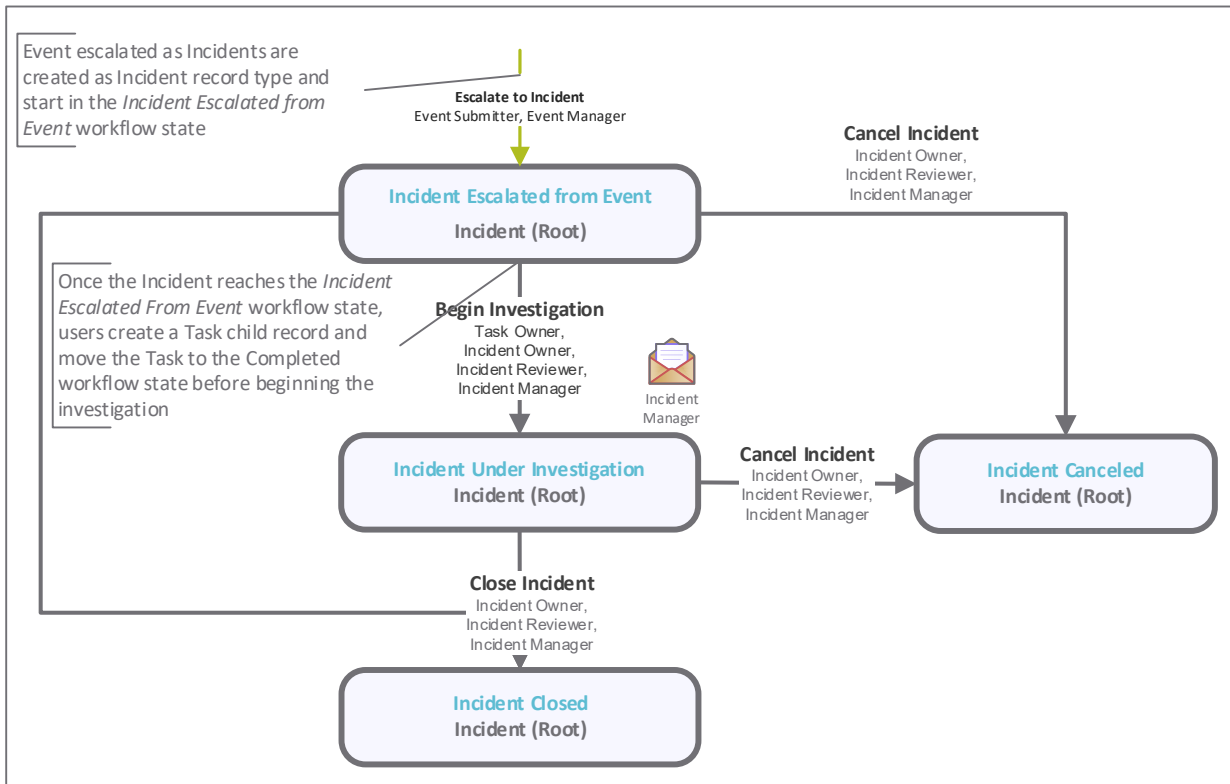 Event escalated as Incidents are
created as Incident record type and
start in the Incident Escalated from
Event workflow state
Escalate to Incident
Event Submitter, Event Manager
Cancel Incident
Incident Owner,
Incident Reviewer,
Incident Manager
Incident Escalated from Event
Incident (Root)
Once the Incident reaches the Incident
Escalated From Event workflow state,
users create a Task child record and
move the Task to the Completed
workflow state before beginning the
investigation
Begin Investigation
Task Owner,
Incident Owner,
Incident Reviewer,
Incident Manager
Incident
Manager
Incident Under Investigation
Incident (Root)
Cancel Incident
Incident Owner,
Incident Reviewer,
Incident Manager
Incident Canceled
Incident (Root)
Close Incident
Incident Owner,
Incident Reviewer,
Incident Manager
Incident Closed
Incident (Root)